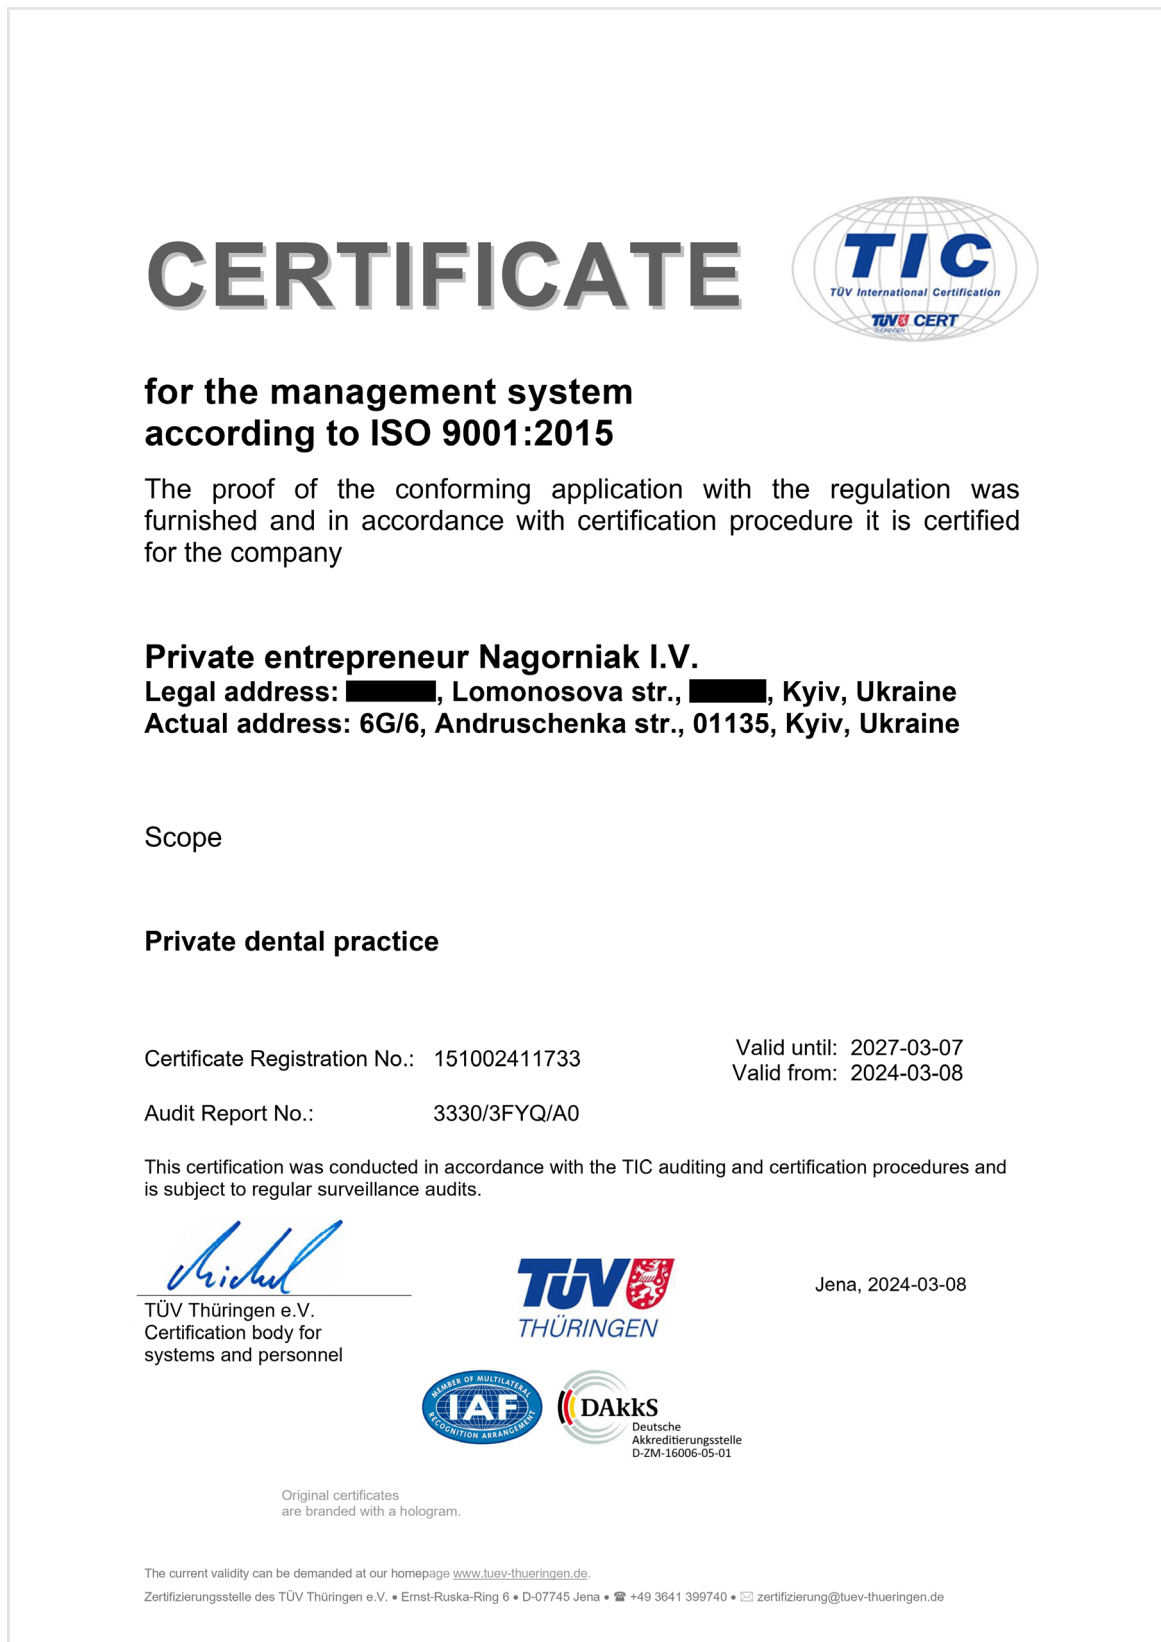 CERTIFICATE
TIC
TÜV International Certification
TÜV CERT
THÜRINGEN
for the management system
according to ISO 9001:2015
The proof of the conforming application with the regulation was
furnished and in accordance with certification procedure it is certified
for the company
Private entrepreneur Nagorniak I.V.
Legal address: , Lomonosova str., , Kyiv, Ukraine
Actual address: 6G/6, Andruschenka str., 01135, Kyiv, Ukraine
Scope
Private dental practice
Certificate Registration No.: 151002411733
Valid until: 2027-03-07
Valid from: 2024-03-08
Audit Report No.: 3330/3FYQ/A0
This certification was conducted in accordance with the TIC auditing and certification procedures and
is subject to regular surveillance audits.
TÜV Thüringen e.V.
Certification body for
systems and personnel
TÜV
THÜRINGEN
Jena, 2024-03-08
MEMBER OF MULTILATERAL
IAF
RECOGNITION ARRANGEMENT
DAkkS
Deutsche
Akkreditierungsstelle
D-ZM-16006-05-01
Original certificates
are branded with a hologram.
The current validity can be demanded at our homepage www.tuev-thueringen.de.
Zertifizierungsstelle des TÜV Thüringen e.V. • Ernst-Ruska-Ring 6 • D-07745 Jena • ☎ +49 3641 399740 • ✉ zertifizierung@tuev-thueringen.de